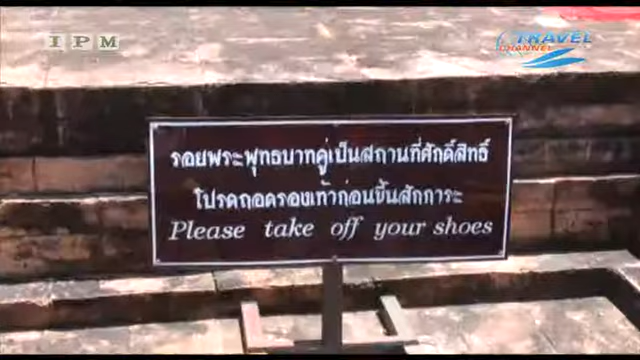 IPM
TRAVEL
CHANNEL
รอยพระพุทธบาทคู่เป็นสถานที่ศักดิ์สิทธิ์
โปรดถอดรองเท้าก่อนขึ้นสักการะ
Please take off your shoes